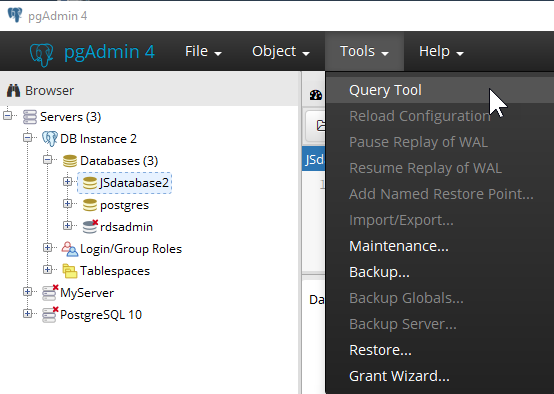 pgAdmin 4
pgAdmin 4 File Object Tools Help
Browser
Servers (3)
DB Instance 2
Databases (3)
JSdatabase2
postgres
rdsadmin
Login/Group Roles
Tablespaces
MyServer
PostgreSQL 10
JSda
1
Da
Query Tool
Reload Configuration
Pause Replay of WAL
Resume Replay of WAL
Add Named Restore Point...
Import/Export...
Maintenance...
Backup...
Backup Globals...
Backup Server...
Restore...
Grant Wizard...